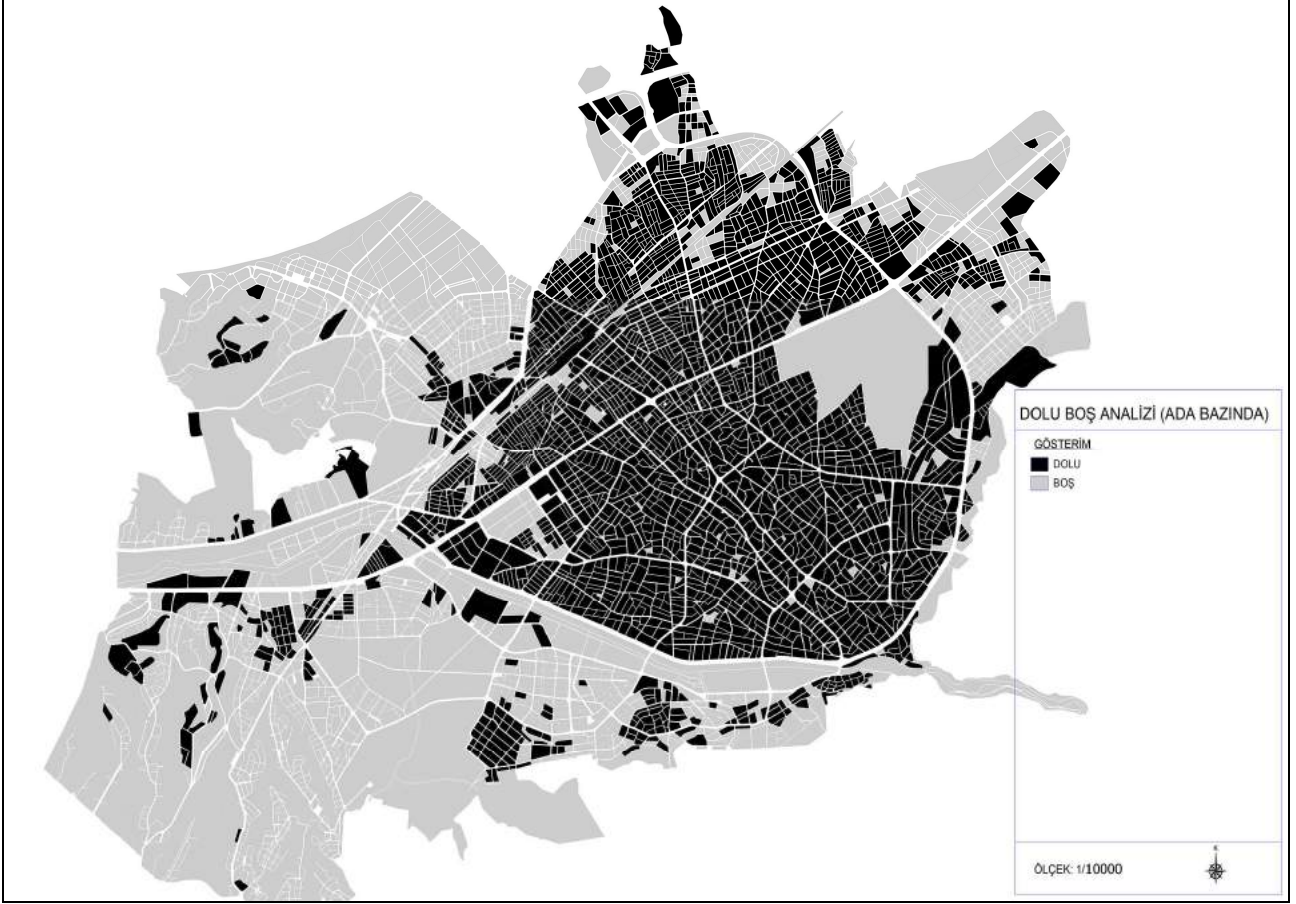 DOLU BOŞ ANALİZİ (ADA BAZINDA)
GÖSTERİM
DOLU
BOŞ
K
ÖLÇEK: 1/10000